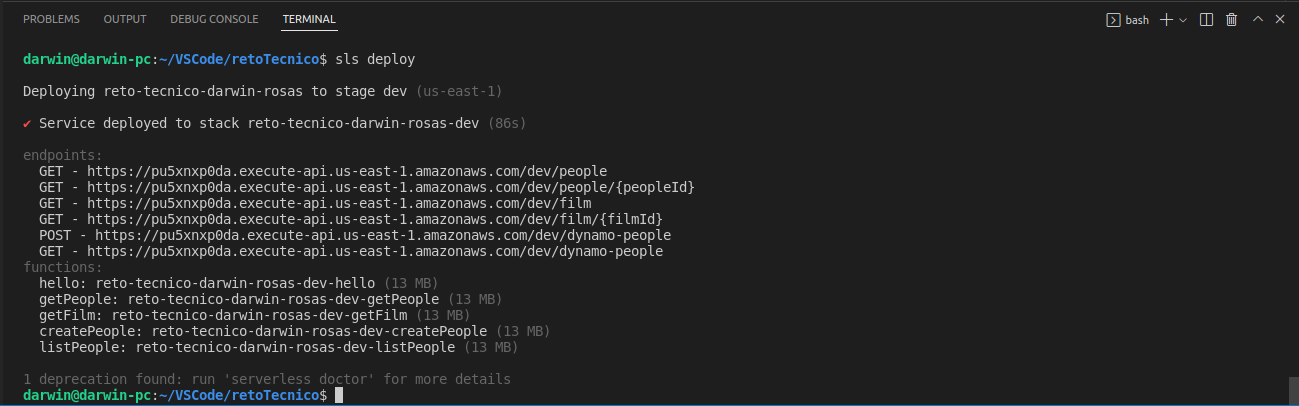 PROBLEMS OUTPUT DEBUG CONSOLE TERMINAL bash
darwin@darwin-pc:~/VSCode/retoTecnico$ sls deploy
Deploying reto-tecnico-darwin-rosas to stage dev (us-east-1)
✔ Service deployed to stack reto-tecnico-darwin-rosas-dev (86s)
endpoints:
GET - https://pu5xnxp0da.execute-api.us-east-1.amazonaws.com/dev/people
GET - https://pu5xnxp0da.execute-api.us-east-1.amazonaws.com/dev/people/{peopleId}
GET - https://pu5xnxp0da.execute-api.us-east-1.amazonaws.com/dev/film
GET - https://pu5xnxp0da.execute-api.us-east-1.amazonaws.com/dev/film/{filmId}
POST - https://pu5xnxp0da.execute-api.us-east-1.amazonaws.com/dev/dynamo-people
GET - https://pu5xnxp0da.execute-api.us-east-1.amazonaws.com/dev/dynamo-people
functions:
hello: reto-tecnico-darwin-rosas-dev-hello (13 MB)
getPeople: reto-tecnico-darwin-rosas-dev-getPeople (13 MB)
getFilm: reto-tecnico-darwin-rosas-dev-getFilm (13 MB)
createPeople: reto-tecnico-darwin-rosas-dev-createPeople (13 MB)
listPeople: reto-tecnico-darwin-rosas-dev-listPeople (13 MB)
1 deprecation found: run 'serverless doctor' for more details
darwin@darwin-pc:~/VSCode/retoTecnico$